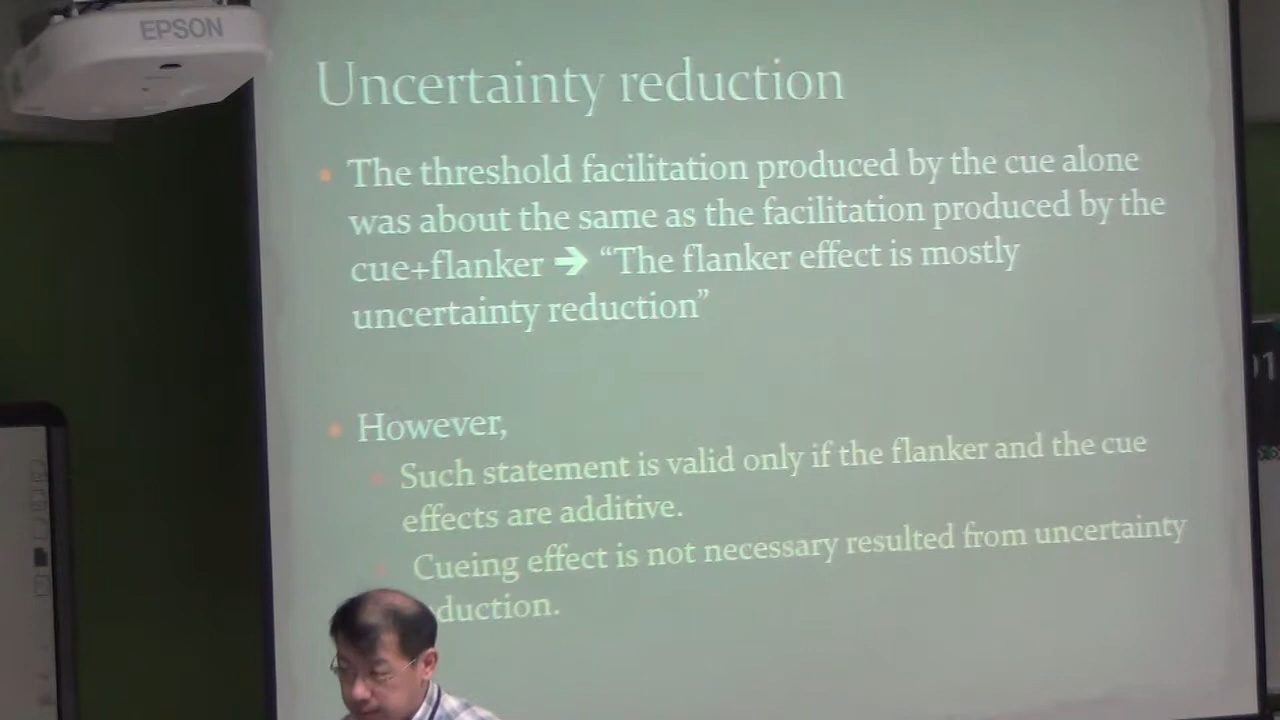 EPSON
Uncertainty reduction
• The threshold facilitation produced by the cue alone
was about the same as the facilitation produced by the
cue+flanker ➔ “The flanker effect is mostly
uncertainty reduction”
• However,
• Such statement is valid only if the flanker and the cue
effects are additive.
• Cueing effect is not necessary resulted from uncertainty
duction.